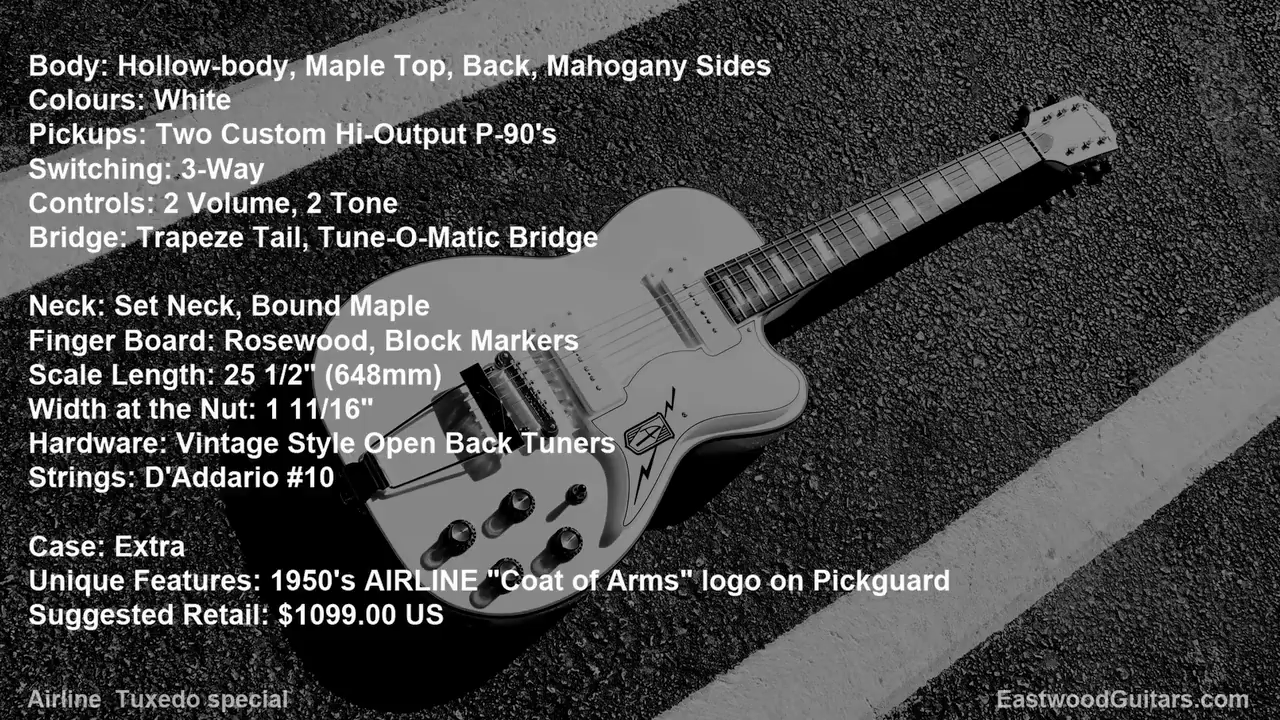 Body: Hollow-body, Maple Top, Back, Mahogany Sides
Colours: White
Pickups: Two Custom Hi-Output P-90's
Switching: 3-Way
Controls: 2 Volume, 2 Tone
Bridge: Trapeze Tail, Tune-O-Matic Bridge
Neck: Set Neck, Bound Maple
Finger Board: Rosewood, Block Markers
Scale Length: 25 1/2" (648mm)
Width at the Nut: 1 11/16"
Hardware: Vintage Style Open Back Tuners
Strings: D'Addario #10
Case: Extra
Unique Features: 1950's AIRLINE "Coat of Arms" logo on Pickguard
Suggested Retail: $1099.00 US
Airline Tuxedo special
EastwoodGuitars.com